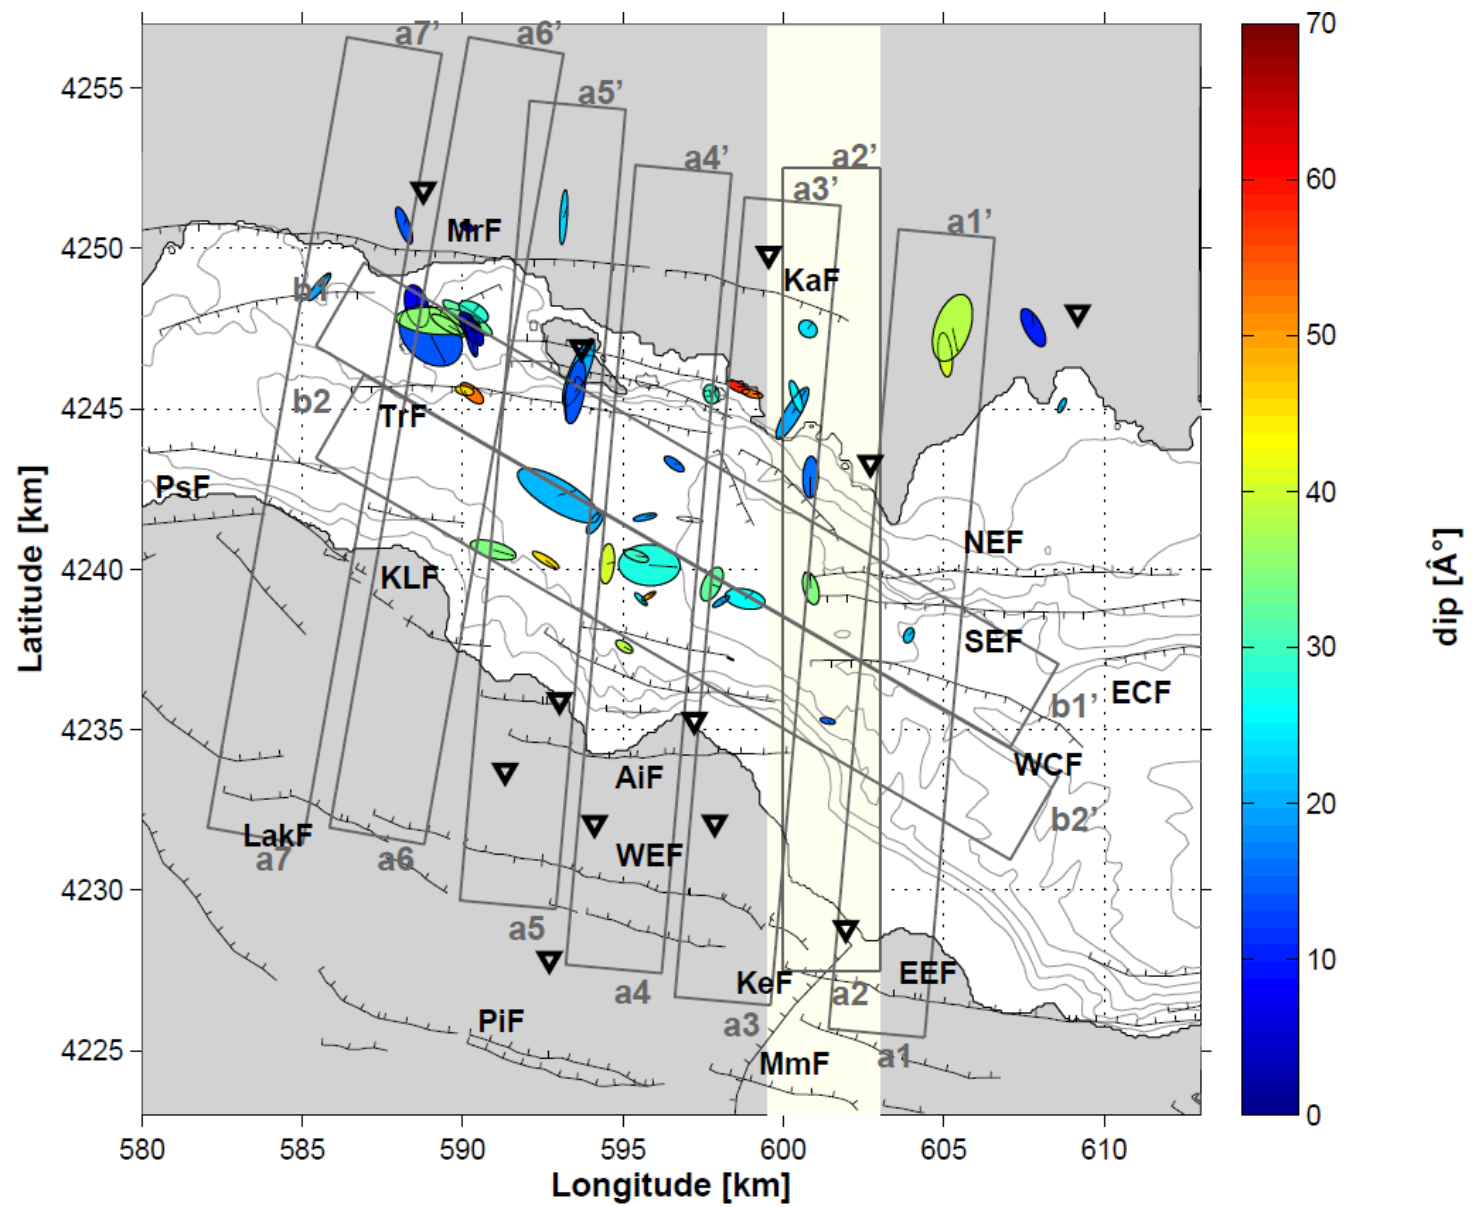 a7’
a6’
a5’
a4’
a2’
a3’
a1’
4255
4250
4245
4240
4235
4230
4225
Latitude [km]
MrF
KaF
b1
b2
TrF
PsF
KLF
NEF
SEF
ECF
b1’
WCF
b2’
AiF
WEF
LakF
a7
a6
a5
a4
a3
a2
a1
KeF
EEF
PiF
MmF
580
585
590
595
600
605
610
Longitude [km]
70
60
50
40
30
20
10
0
dip [Â°]